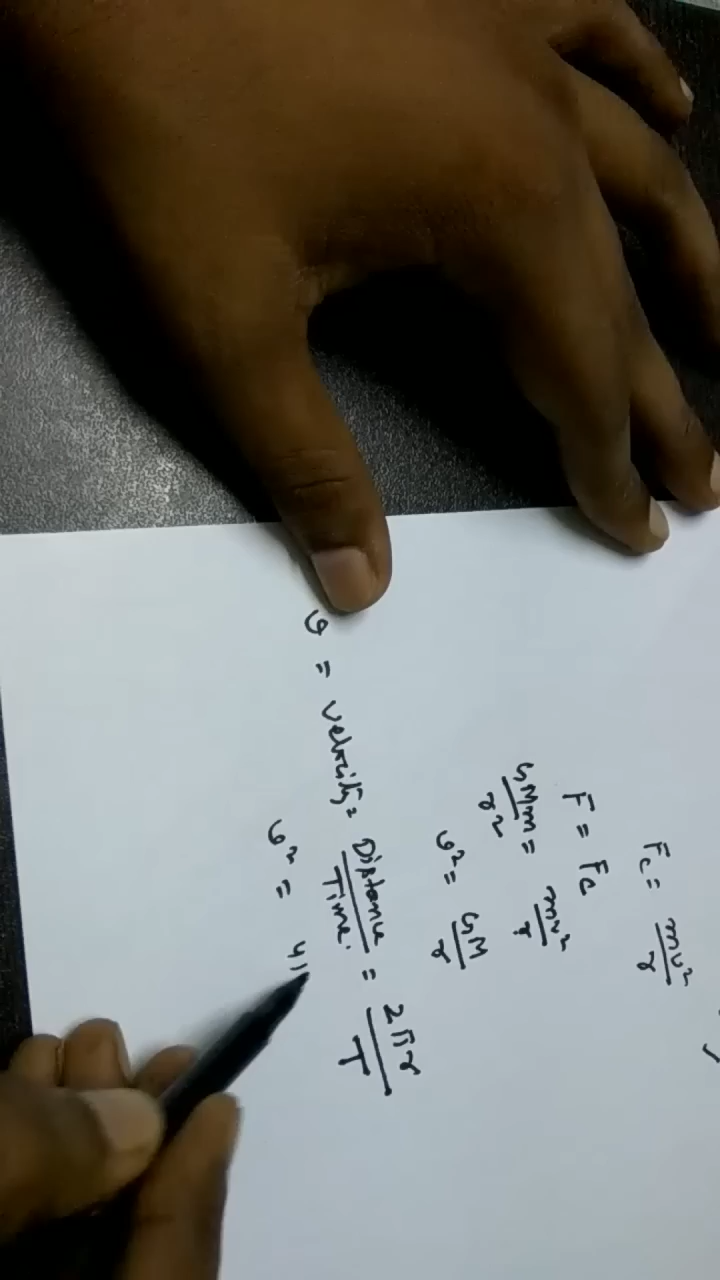 Fc = mv²/r
F = Fc
GMm/r² = mv²/r
v² = GM/r
v = velocity = Distance/Time = 2πr/T
v² = 4